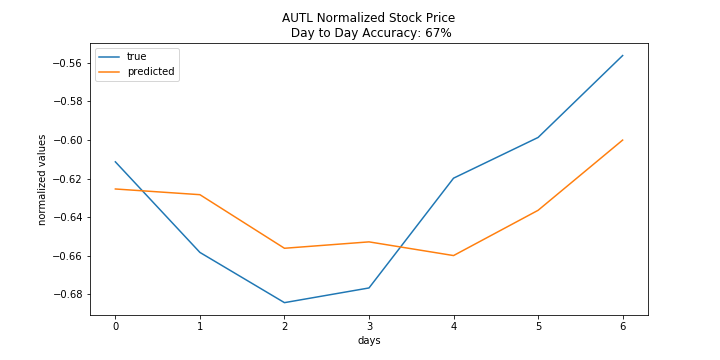 AUTL Normalized Stock Price
Day to Day Accuracy: 67%
true
predicted
normalized values
−0.56
−0.58
−0.60
−0.62
−0.64
−0.66
−0.68
0 1 2 3 4 5 6
days